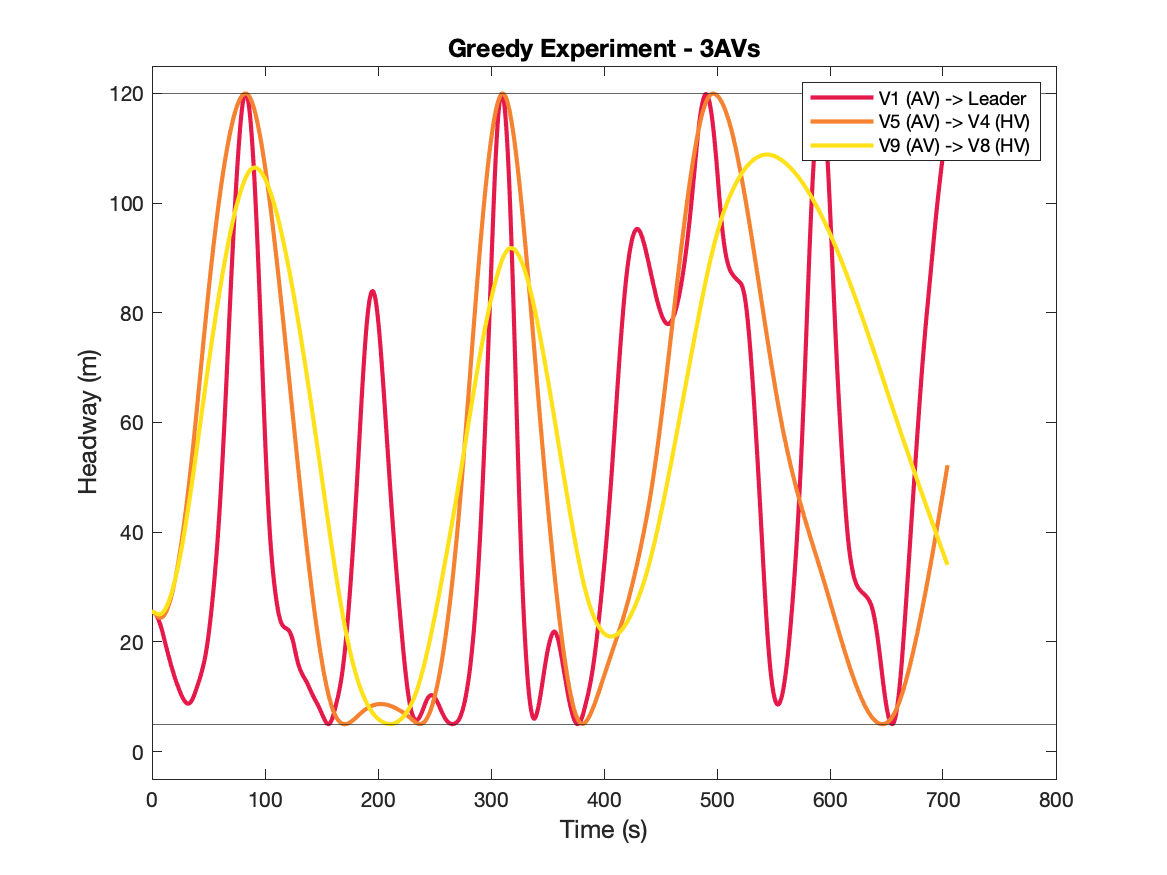 Greedy Experiment - 3AVs
V1 (AV) -> Leader
V5 (AV) -> V4 (HV)
V9 (AV) -> V8 (HV)
120
100
80
60
40
20
0
Headway (m)
0 100 200 300 400 500 600 700 800
Time (s)